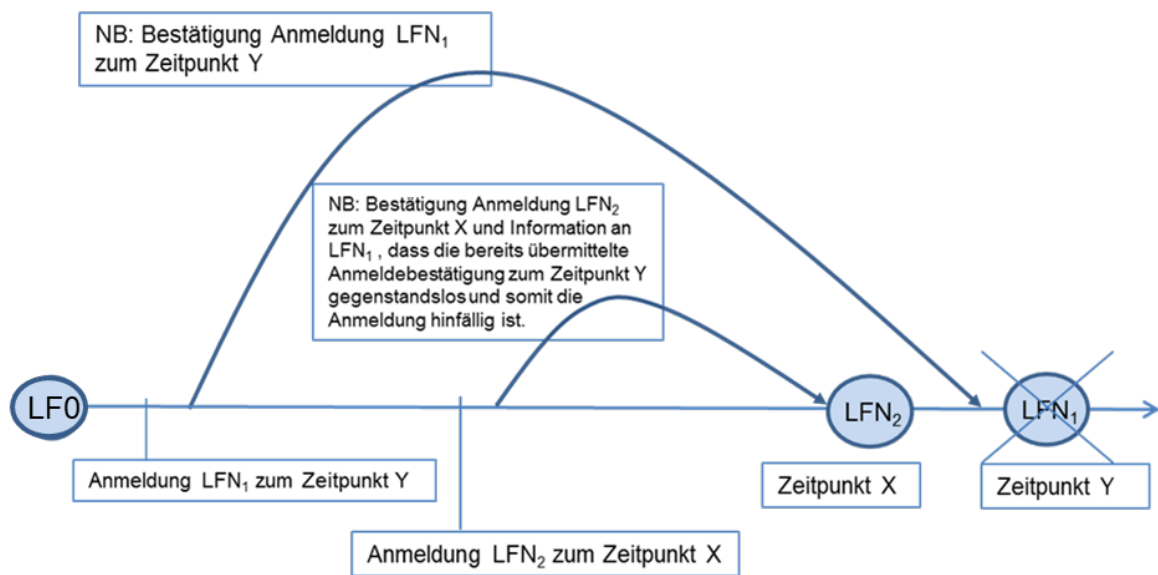 NB: Bestätigung Anmeldung LFN₁
zum Zeitpunkt Y
NB: Bestätigung Anmeldung LFN₂
zum Zeitpunkt X und Information an
LFN₁ , dass die bereits übermittelte
Anmeldebestätigung zum Zeitpunkt Y
gegenstandslos und somit die
Anmeldung hinfällig ist.
LF0
LFN₂
LFN₁
Anmeldung LFN₁ zum Zeitpunkt Y
Zeitpunkt X
Zeitpunkt Y
Anmeldung LFN₂ zum Zeitpunkt X